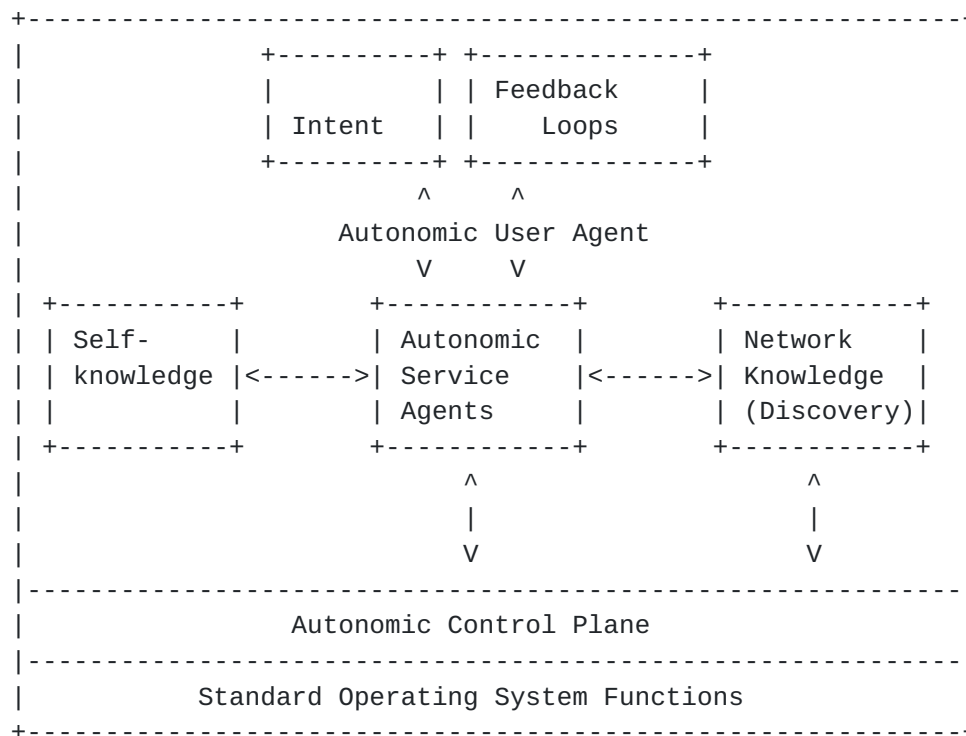 +------------------------------------------------------------
|               +----------+ +--------------+
|               |          | | Feedback     |
|               | Intent   | |    Loops     |
|               +----------+ +--------------+
|                         ^     ^
|                    Autonomic User Agent
|                         V     V
| +-----------+        +------------+        +------------+
| | Self-     |        | Autonomic  |        | Network    |
| | knowledge |<------>| Service    |<------>| Knowledge  |
| |           |        | Agents     |        | (Discovery)|
| +-----------+        +------------+        +------------+
|                            ^                     ^
|                            |                     |
|                            V                     V
|------------------------------------------------------------
|                 Autonomic Control Plane
|------------------------------------------------------------
|           Standard Operating System Functions
+------------------------------------------------------------